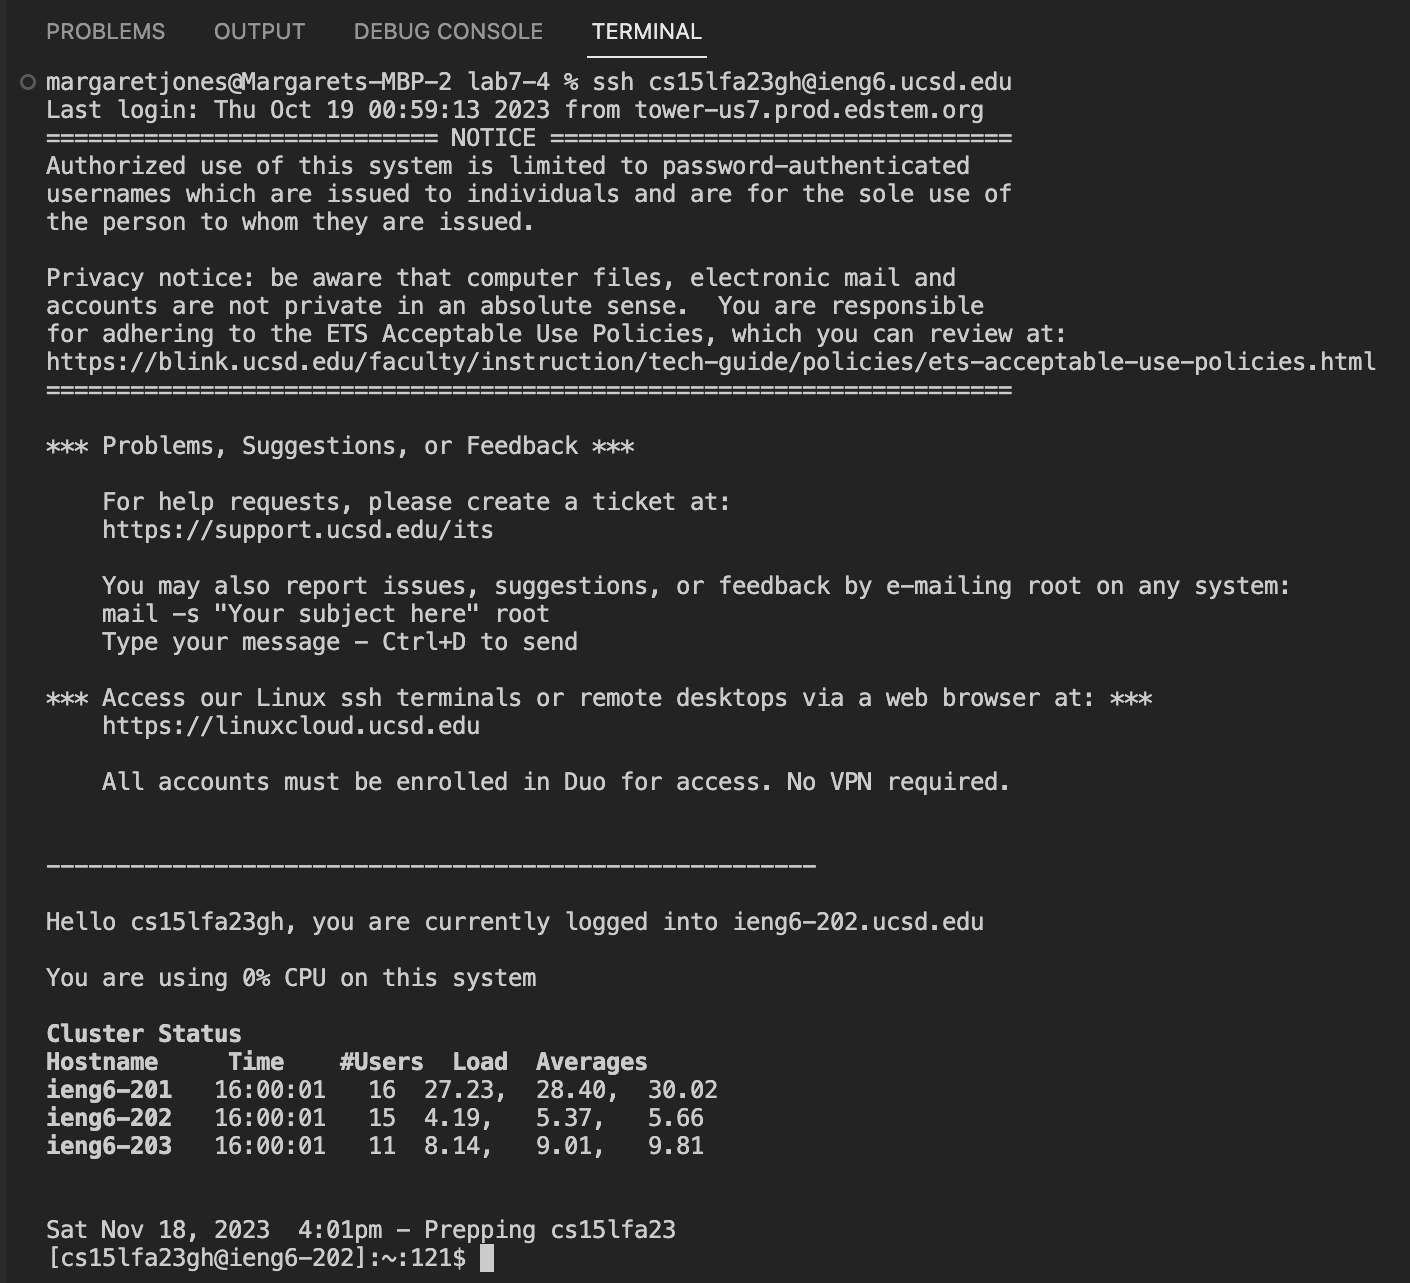 PROBLEMS OUTPUT DEBUG CONSOLE TERMINAL
margaretjones@Margarets-MBP-2 lab7-4 % ssh cs15lfa23gh@ieng6.ucsd.edu
Last login: Thu Oct 19 00:59:13 2023 from tower-us7.prod.edstem.org
============================ NOTICE =================================
Authorized use of this system is limited to password-authenticated
usernames which are issued to individuals and are for the sole use of
the person to whom they are issued.

Privacy notice: be aware that computer files, electronic mail and
accounts are not private in an absolute sense.  You are responsible
for adhering to the ETS Acceptable Use Policies, which you can review at:
https://blink.ucsd.edu/faculty/instruction/tech-guide/policies/ets-acceptable-use-policies.html
=====================================================================

*** Problems, Suggestions, or Feedback ***

    For help requests, please create a ticket at:
    https://support.ucsd.edu/its

    You may also report issues, suggestions, or feedback by e-mailing root on any system:
    mail -s "Your subject here" root
    Type your message - Ctrl+D to send

*** Access our Linux ssh terminals or remote desktops via a web browser at: ***
    https://linuxcloud.ucsd.edu

    All accounts must be enrolled in Duo for access. No VPN required.

-------------------------------------------------------

Hello cs15lfa23gh, you are currently logged into ieng6-202.ucsd.edu

You are using 0% CPU on this system

Cluster Status
Hostname     Time    #Users  Load  Averages
ieng6-201   16:00:01   16  27.23,  28.40,  30.02
ieng6-202   16:00:01   15  4.19,   5.37,   5.66
ieng6-203   16:00:01   11  8.14,   9.01,   9.81

Sat Nov 18, 2023  4:01pm - Prepping cs15lfa23
[cs15lfa23gh@ieng6-202]:~:121$